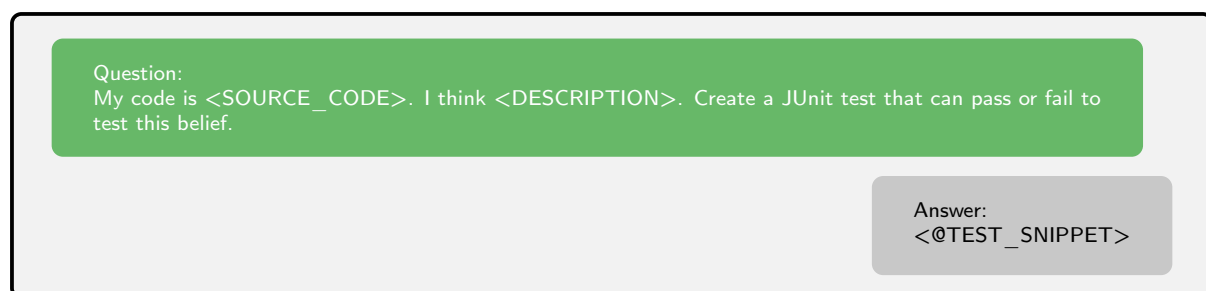 Question:
My code is <SOURCE_CODE>. I think <DESCRIPTION>. Create a JUnit test that can pass or fail to
test this belief.
Answer:
<@TEST_SNIPPET>